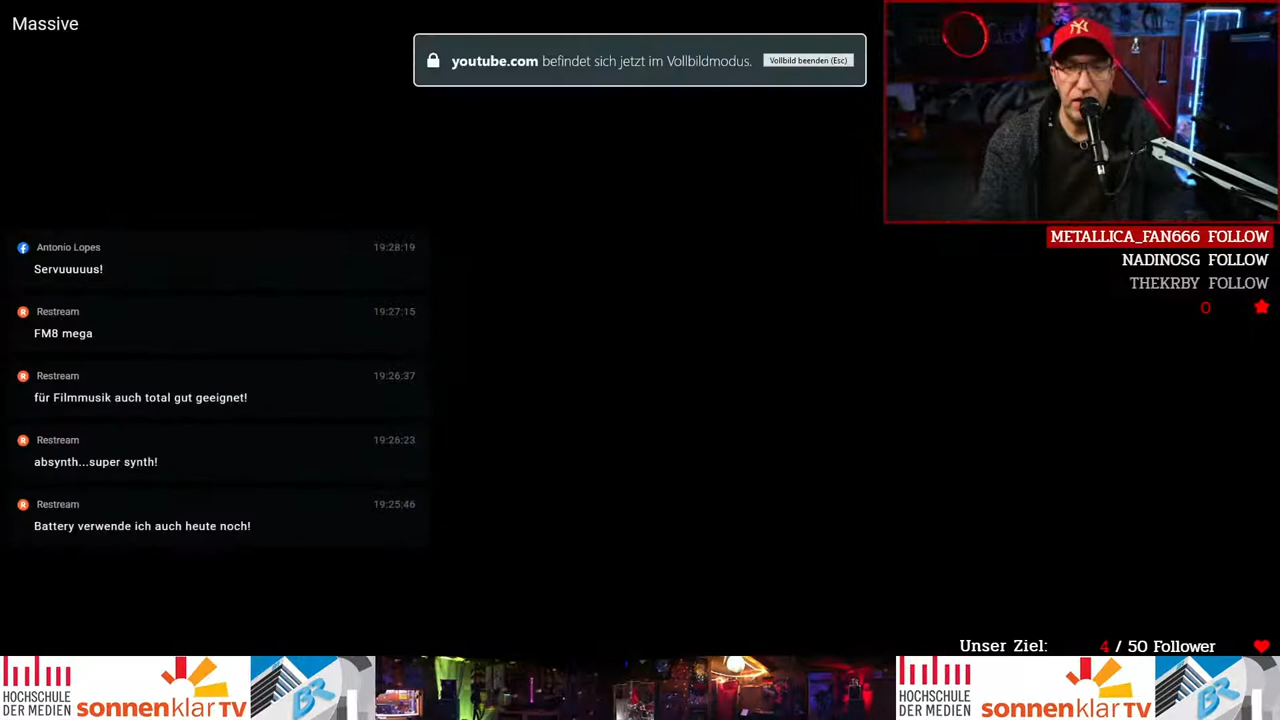 Massive
youtube.com befindet sich jetzt im Vollbildmodus.
Vollbild beenden (Esc)
Antonio Lopes 19:28:19
Servuuuuus!
Restream 19:27:15
FM8 mega
Restream 19:26:37
für Filmmusik auch total gut geeignet!
Restream 19:26:23
absynth...super synth!
Restream 19:25:46
Battery verwende ich auch heute noch!
METALLICA_FAN666 FOLLOW
NADINOSG FOLLOW
THEKRBY FOLLOW
0
Unser Ziel: 4 / 50 Follower
HOCHSCHULE
DER MEDIEN
sonnenklar TV
BR
HOCHSCHULE
DER MEDIEN
sonnenklar TV
BR